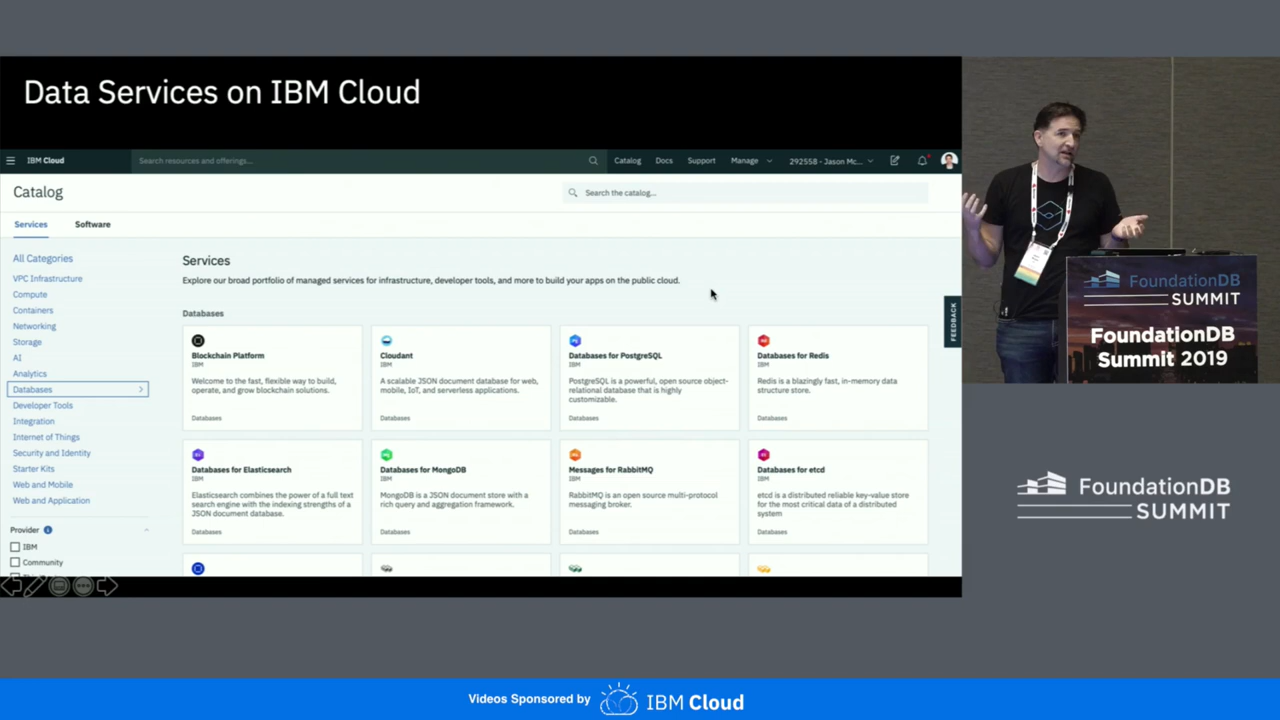 Data Services on IBM Cloud
IBM Cloud
Search resources and offerings...
Catalog
Docs
Support
Manage
292558 - Jason Mc...
Catalog
Search the catalog...
Services
Software
All Categories
VPC Infrastructure
Compute
Containers
Networking
Storage
AI
Analytics
Databases
Developer Tools
Integration
Internet of Things
Security and Identity
Starter Kits
Web and Mobile
Web and Application
Provider
IBM
Community
Services
Explore our broad portfolio of managed services for infrastructure, developer tools, and more to build your apps on the public cloud.
Databases
Blockchain Platform
IBM
Welcome to the fast, flexible way to build,
operate, and grow blockchain solutions.
Databases
Cloudant
IBM
A scalable JSON document database for web,
mobile, IoT, and serverless applications.
Databases
Databases for PostgreSQL
IBM
PostgreSQL is a powerful, open source object-
relational database that is highly
customizable.
Databases
Databases for Redis
IBM
Redis is a blazingly fast, in-memory data
structure store.
Databases
Databases for Elasticsearch
IBM
Elasticsearch combines the power of a full text
search engine with the indexing strengths of a
JSON document database.
Databases
Databases for MongoDB
IBM
MongoDB is a JSON document store with a
rich query and aggregation framework.
Databases
Messages for RabbitMQ
IBM
RabbitMQ is an open source multi-protocol
messaging broker.
Databases
Databases for etcd
IBM
etcd is a distributed reliable key-value store
for the most critical data of a distributed
system
Databases
FEEDBACK
FoundationDB
SUMMIT
FoundationDB
Summit 2019
FoundationDB
SUMMIT
Videos Sponsored by
IBM Cloud